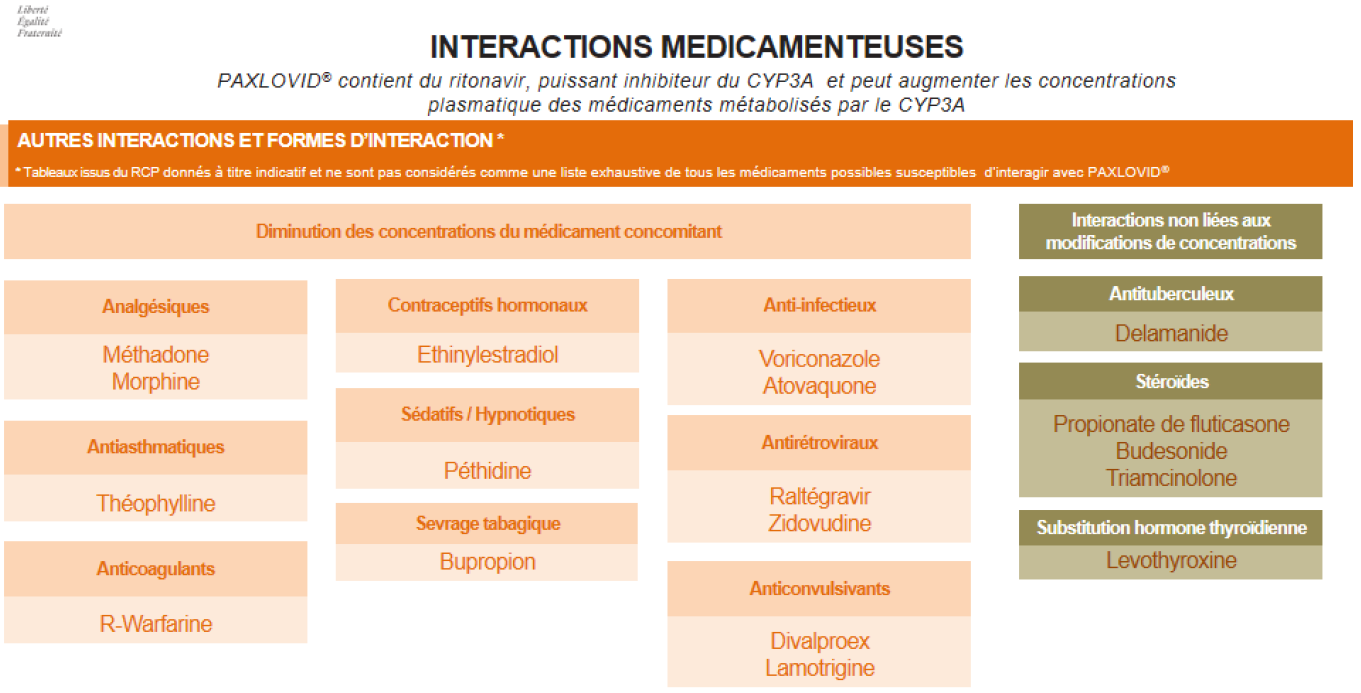 Liberté
Égalité
Fraternité
INTERACTIONS MEDICAMENTEUSES
PAXLOVID® contient du ritonavir, puissant inhibiteur du CYP3A et peut augmenter les concentrations
plasmatique des médicaments métabolisés par le CYP3A
AUTRES INTERACTIONS ET FORMES D'INTERACTION *
* Tableaux issus du RCP donnés à titre indicatif et ne sont pas considérés comme une liste exhaustive de tous les médicaments possibles susceptibles d'interagir avec PAXLOVID®
Diminution des concentrations du médicament concomitant
Analgésiques
Méthadone
Morphine
Antiasthmatiques
Théophylline
Anticoagulants
R-Warfarine
Contraceptifs hormonaux
Ethinylestradiol
Sédatifs / Hypnotiques
Péthidine
Sevrage tabagique
Bupropion
Anti-infectieux
Voriconazole
Atovaquone
Antirétroviraux
Raltégravir
Zidovudine
Anticonvulsivants
Divalproex
Lamotrigine
Interactions non liées aux
modifications de concentrations
Antituberculeux
Delamanide
Stéroïdes
Propionate de fluticasone
Budesonide
Triamcinolone
Substitution hormone thyroïdienne
Levothyroxine